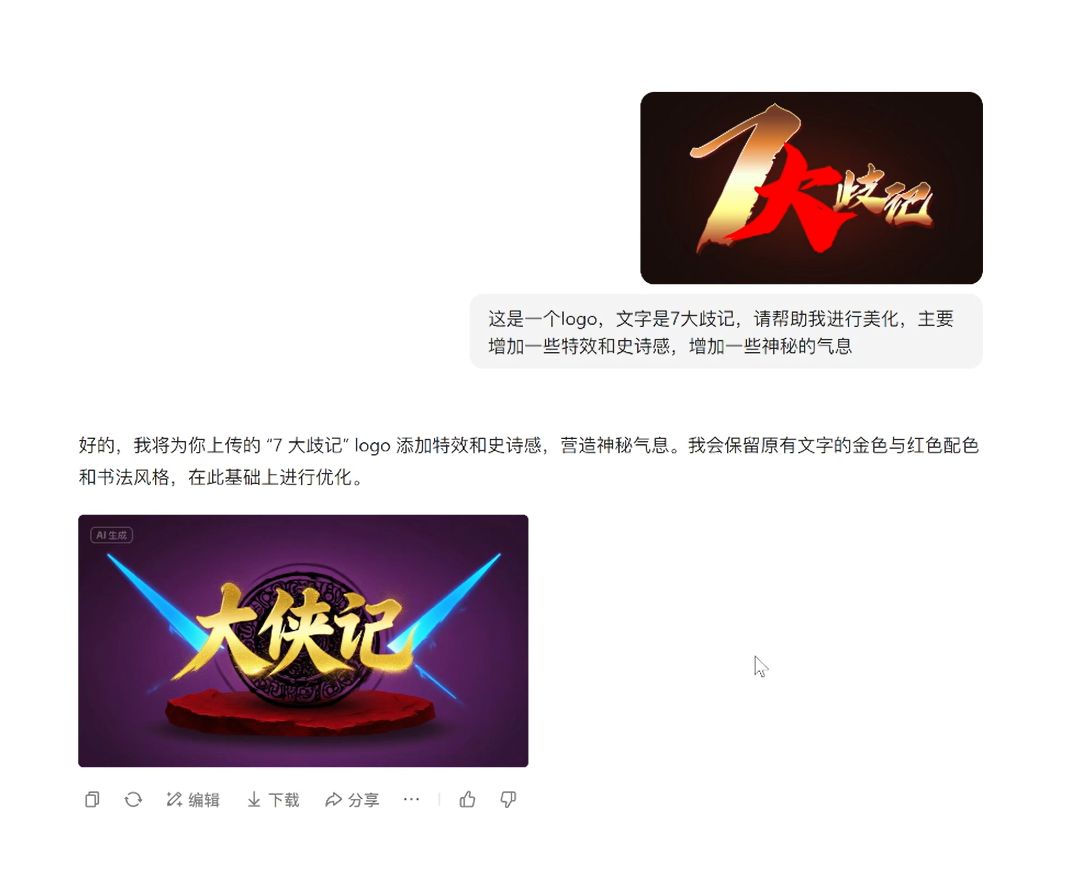 7大歧记
这是一个logo，文字是7大歧记，请帮助我进行美化，主要
增加一些特效和史诗感，增加一些神秘的气息
好的，我将为你上传的 “7 大歧记” logo 添加特效和史诗感，营造神秘气息。我会保留原有文字的金色与红色配色
和书法风格，在此基础上进行优化。
AI 生成
大侠记
编辑 下载 分享